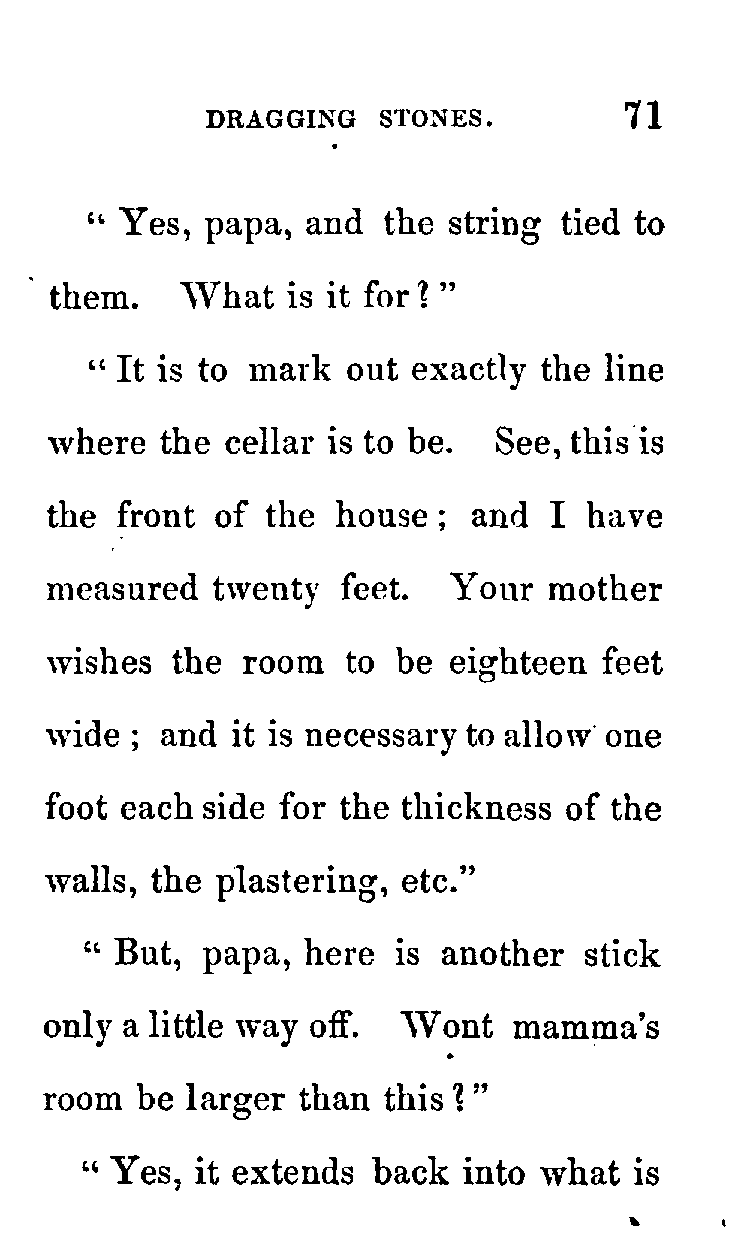 DRAGGING STONES. 71
“ Yes, papa, and the string tied to
them. What is it for ? ”
“ It is to mark out exactly the line
where the cellar is to be. See, this is
the front of the house ; and I have
measured twenty feet. Your mother
wishes the room to be eighteen feet
wide ; and it is necessary to allow one
foot each side for the thickness of the
walls, the plastering, etc.”
“ But, papa, here is another stick
only a little way off. Wont mamma’s
room be larger than this ? ”
“ Yes, it extends back into what is